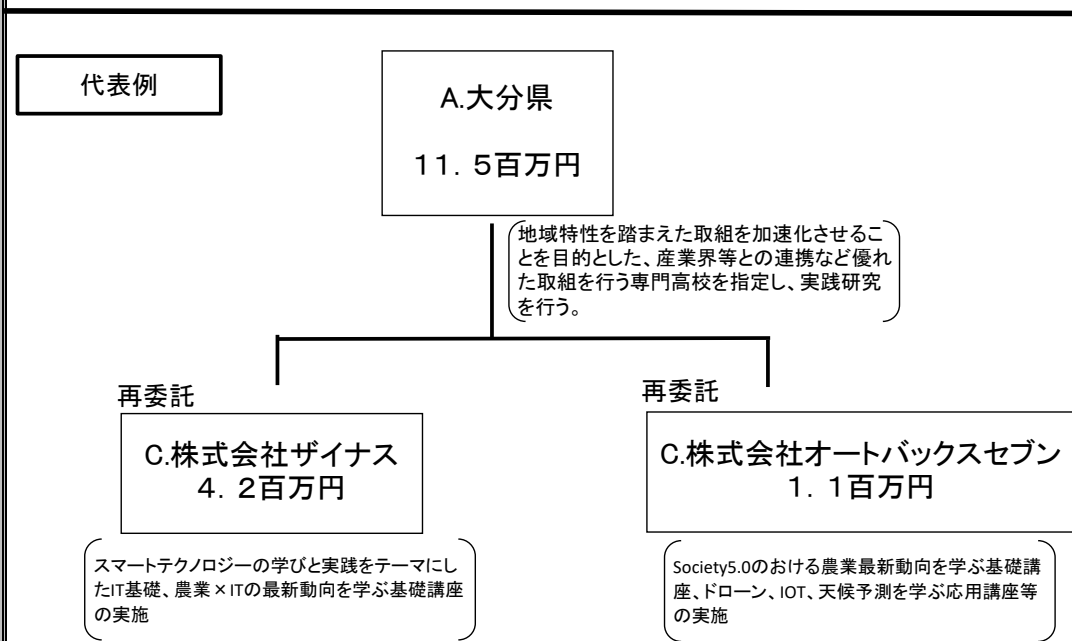 代表例
A.大分県
11．5百万円
地域特性を踏まえた取組を加速化させるこ
とを目的とした、産業界等との連携など優れ
た取組を行う専門高校を指定し、実践研究
を行う。
再委託
C.株式会社ザイナス
4．2百万円
スマートテクノロジーの学びと実践をテーマにし
たIT基礎、農業×ITの最新動向を学ぶ基礎講座
の実施
再委託
C.株式会社オートバックスセブン
1．1百万円
Society5.0のおける農業最新動向を学ぶ基礎講
座、ドローン、IOT、天候予測を学ぶ応用講座等
の実施